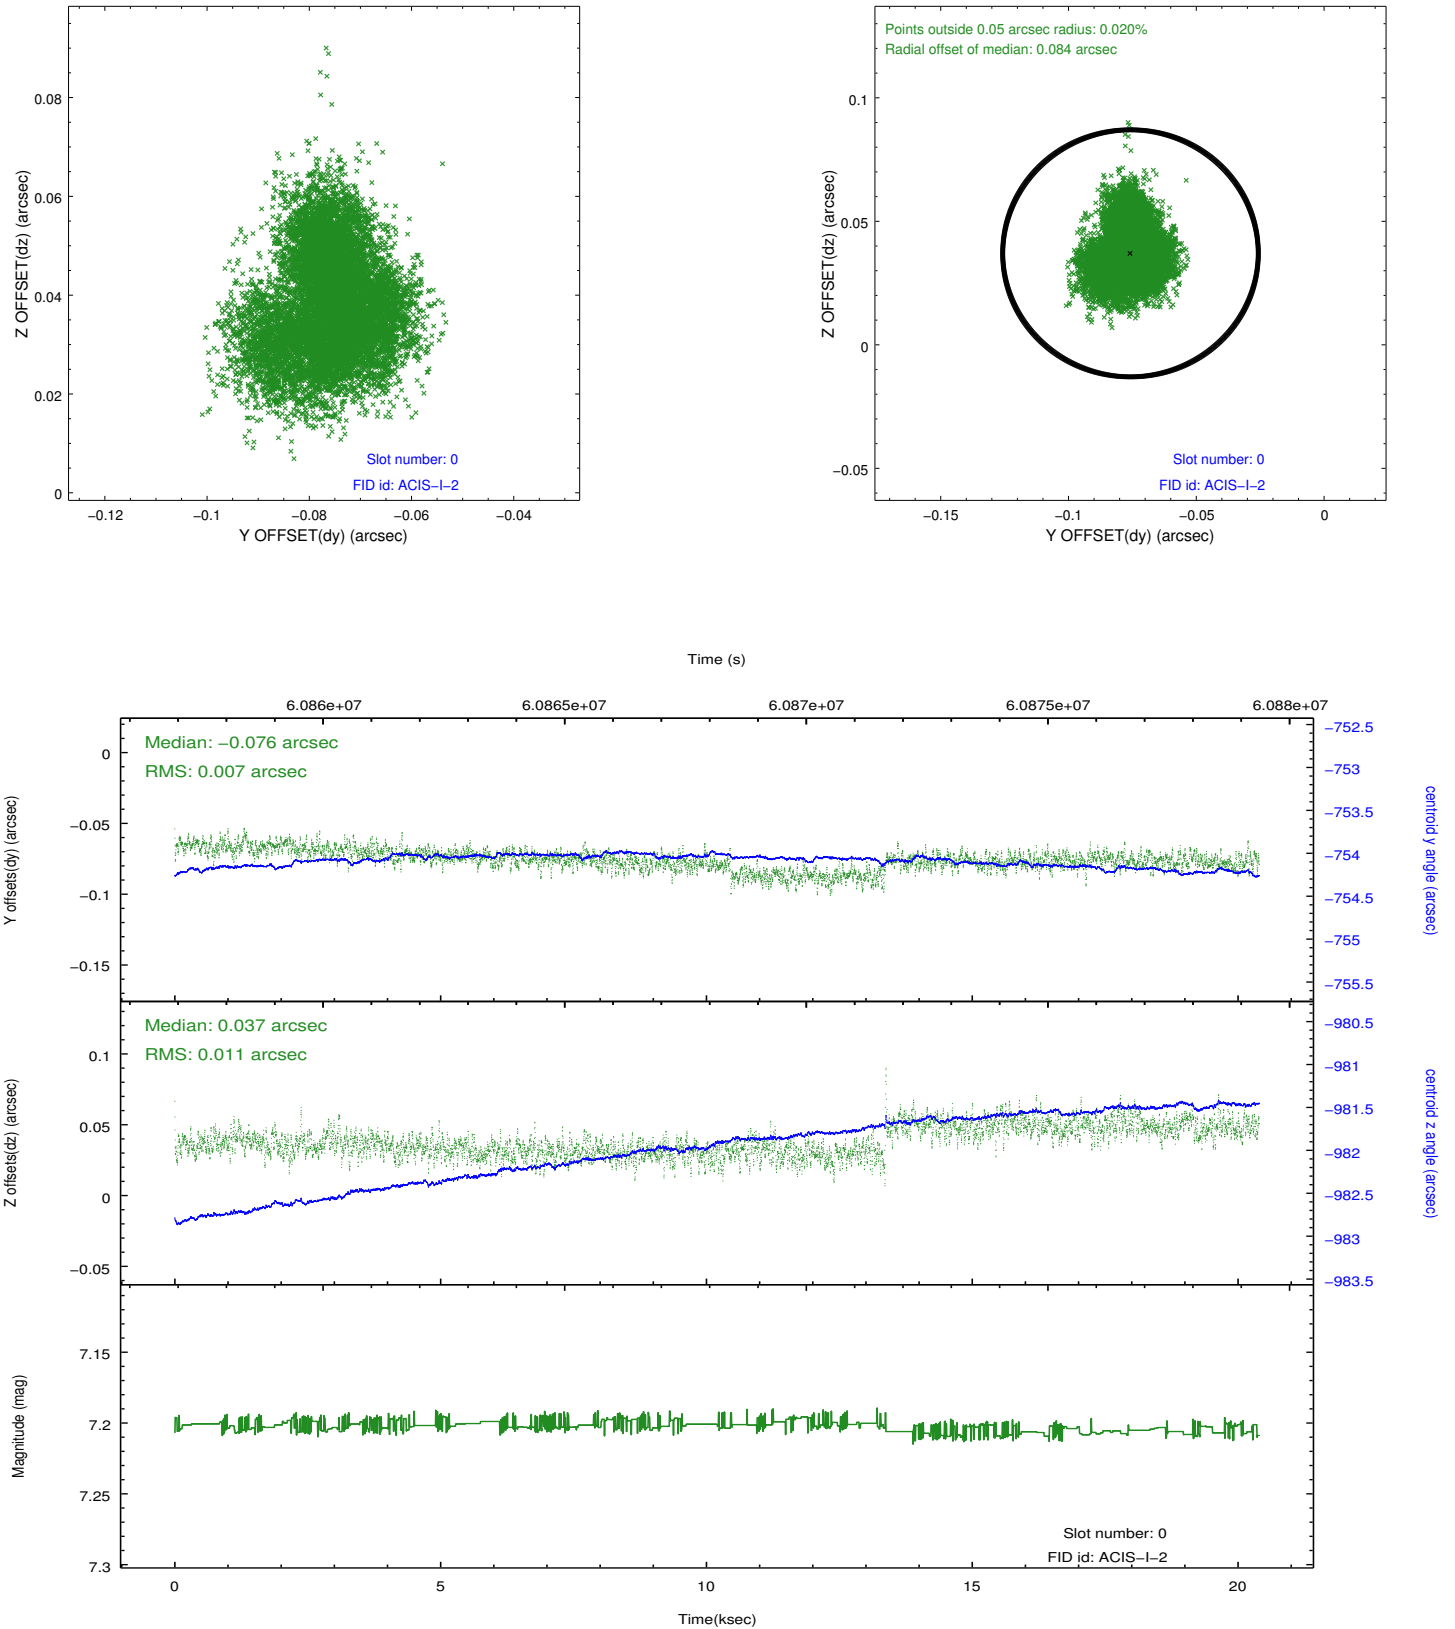 0.08
0.06
0.04
0.02
0
−0.12
−0.1
−0.08
−0.06
−0.04
Z OFFSET(dz) (arcsec)
Y OFFSET(dy) (arcsec)
Slot number: 0
FID id: ACIS−I−2
Points outside 0.05 arcsec radius: 0.020%
Radial offset of median: 0.084 arcsec
0.1
0.05
0
−0.05
−0.15
−0.1
−0.05
0
Z OFFSET(dz) (arcsec)
Y OFFSET(dy) (arcsec)
Slot number: 0
FID id: ACIS−I−2
Time (s)
6.086e+07
6.0865e+07
6.087e+07
6.0875e+07
6.088e+07
Median: −0.076 arcsec
RMS: 0.007 arcsec
0
−0.05
−0.1
−0.15
Y offsets(dy) (arcsec)
−752.5
−753
−753.5
−754
−754.5
−755
−755.5
centroid y angle (arcsec)
Median: 0.037 arcsec
RMS: 0.011 arcsec
0.1
0.05
0
−0.05
Z offsets(dz) (arcsec)
−980.5
−981
−981.5
−982
−982.5
−983
−983.5
centroid z angle (arcsec)
7.15
7.2
7.25
7.3
Magnitude (mag)
Slot number: 0
FID id: ACIS−I−2
0
5
10
15
20
Time(ksec)